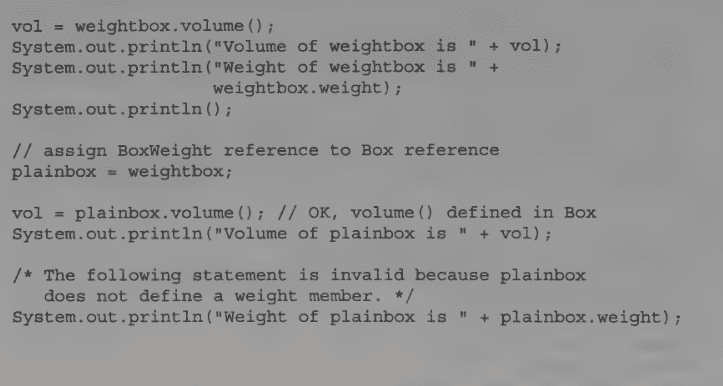 vol = weightbox.volume();
System.out.println("Volume of weightbox is " + vol);
System.out.println("Weight of weightbox is " +
                   weightbox.weight);
System.out.println();

// assign BoxWeight reference to Box reference
plainbox = weightbox;

vol = plainbox.volume(); // OK, volume() defined in Box
System.out.println("Volume of plainbox is " + vol);

/* The following statement is invalid because plainbox
   does not define a weight member. */
System.out.println("Weight of plainbox is " + plainbox.weight);